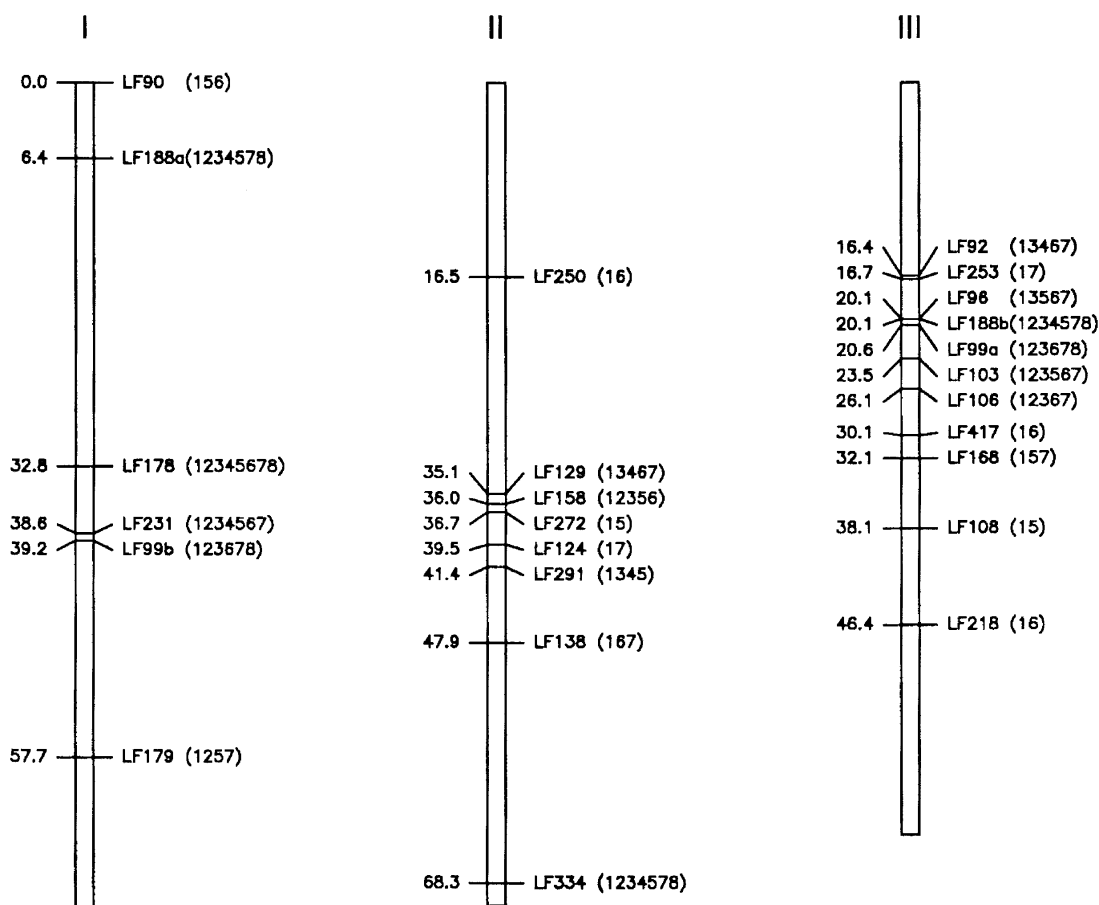 I
0.0 LF90 (156)
6.4 LF188a(1234578)
32.8 LF178 (12345678)
38.6 LF231 (1234567)
39.2 LF99b (123678)
57.7 LF179 (1257)
II
16.5 LF250 (16)
35.1 LF129 (13467)
36.0 LF158 (12356)
36.7 LF272 (15)
39.5 LF124 (17)
41.4 LF291 (1345)
47.9 LF138 (167)
68.3 LF334 (1234578)
III
16.4 LF92 (13467)
16.7 LF253 (17)
20.1 LF96 (13567)
20.1 LF188b(1234578)
20.6 LF99a (123678)
23.5 LF103 (123567)
26.1 LF106 (12367)
30.1 LF417 (16)
32.1 LF168 (157)
38.1 LF108 (15)
46.4 LF218 (16)